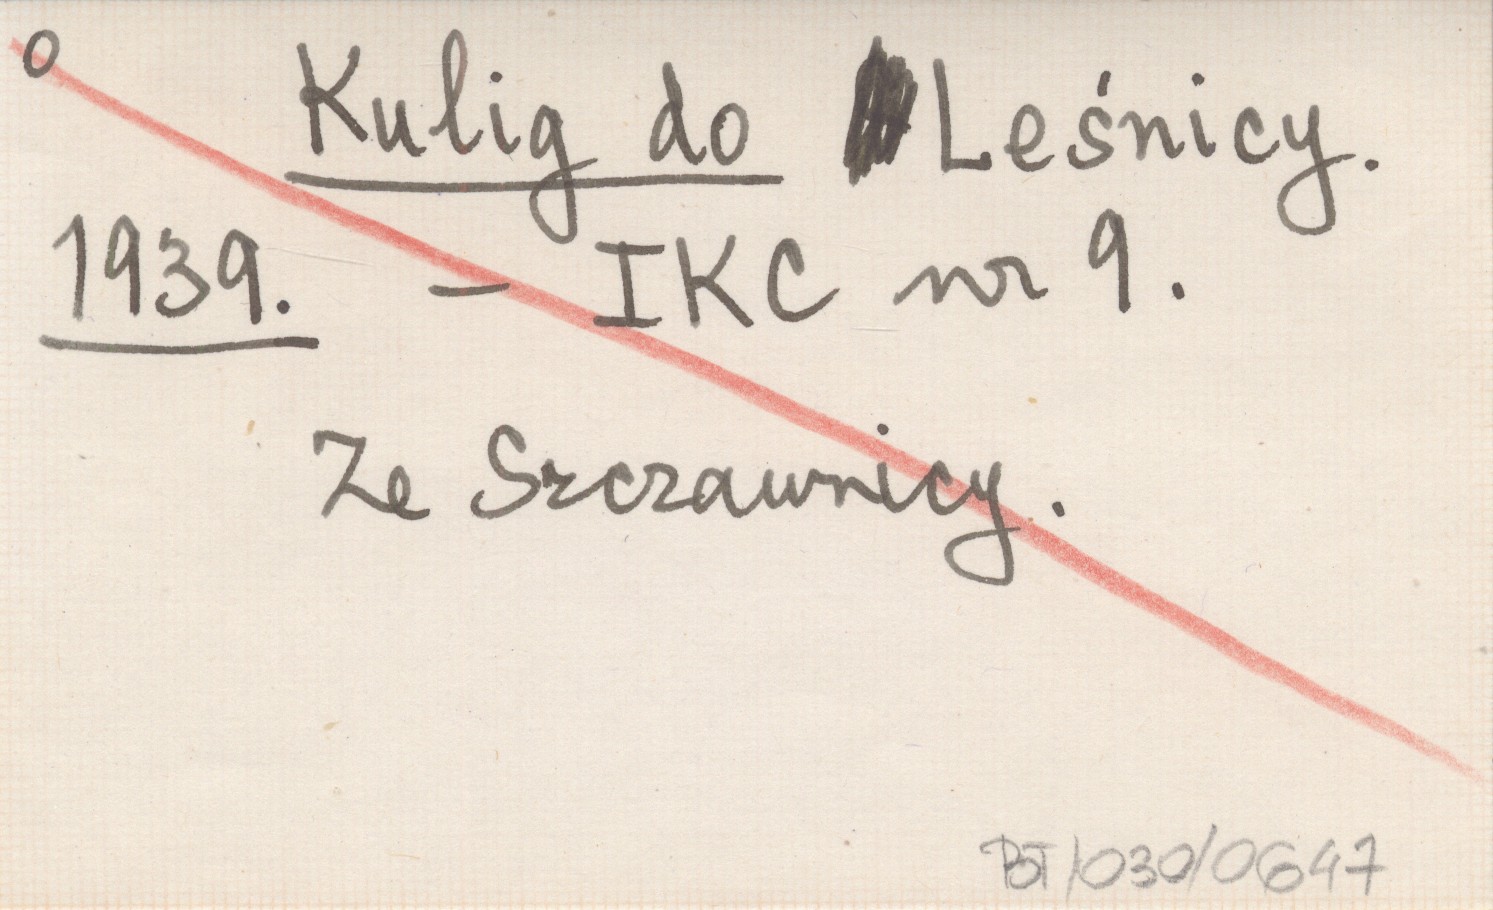 o
Kulig do Leśnicy.
1939. – IKC nr 9.
Ze Szczawnicy.
BT/030/0647